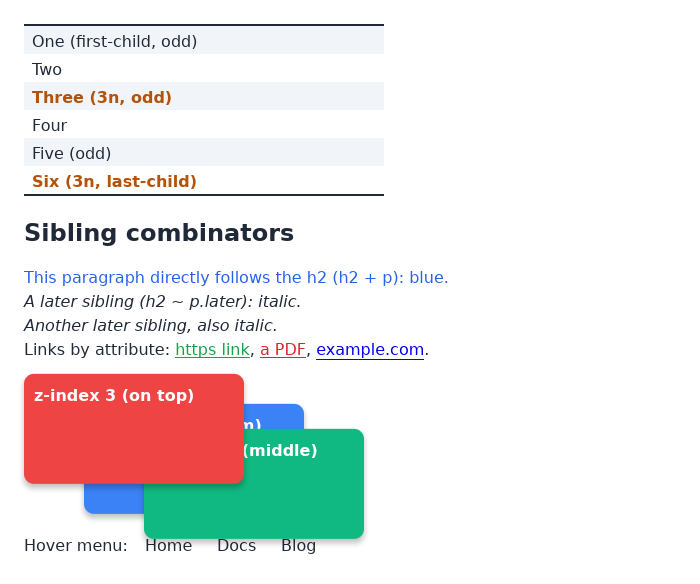 One (first-child, odd)
Two
Three (3n, odd)
Four
Five (odd)
Six (3n, last-child)
Sibling combinators
This paragraph directly follows the h2 (h2 + p): blue.
A later sibling (h2 ~ p.later): italic.
Another later sibling, also italic.
Links by attribute: https link, a PDF, example.com.
z-index 3 (on top)
(middle)
Hover menu: Home Docs Blog